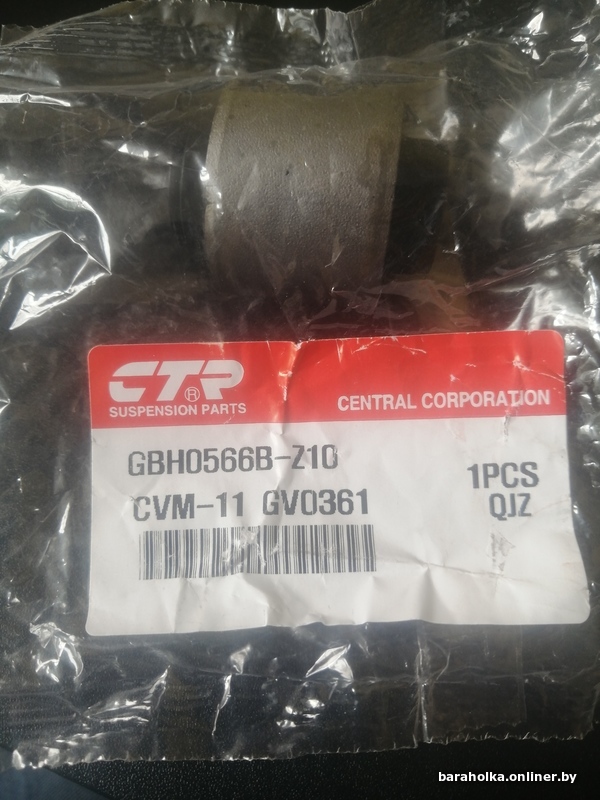 CTR®
SUSPENSION PARTS
CENTRAL CORPORATION
GBH0566B-Z10
CVM-11 GV0361
1PCS
QJZ
baraholka.onliner.by